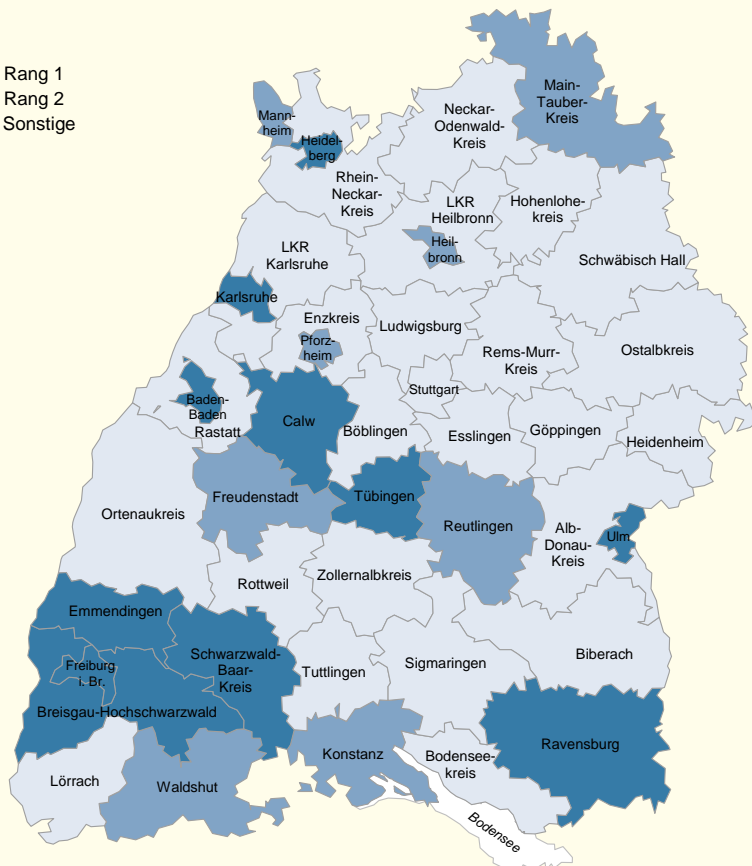 Rang 1
Rang 2
Sonstige
Main-
Tauber-
Kreis
Neckar-
Odenwald-
Kreis
Mann-
heim
Heidel-
berg
Rhein-
Neckar-
Kreis
LKR
Heilbronn
Hohenlohe-
kreis
Heil-
bronn
LKR
Karlsruhe
Schwäbisch Hall
Karlsruhe
Enzkreis
Ludwigsburg
Pforz-
heim
Rems-Murr-
Kreis
Ostalbkreis
Stuttgart
Baden-
Baden
Rastatt
Calw
Böblingen
Esslingen
Göppingen
Heidenheim
Ortenaukreis
Freudenstadt
Tübingen
Reutlingen
Alb-
Donau-
Kreis
Ulm
Rottweil
Zollernalbkreis
Emmendingen
Schwarzwald-
Baar-
Kreis
Freiburg
i. Br.
Tuttlingen
Sigmaringen
Biberach
Breisgau-Hochschwarzwald
Konstanz
Bodensee-
kreis
Ravensburg
Lörrach
Waldshut
Bodensee